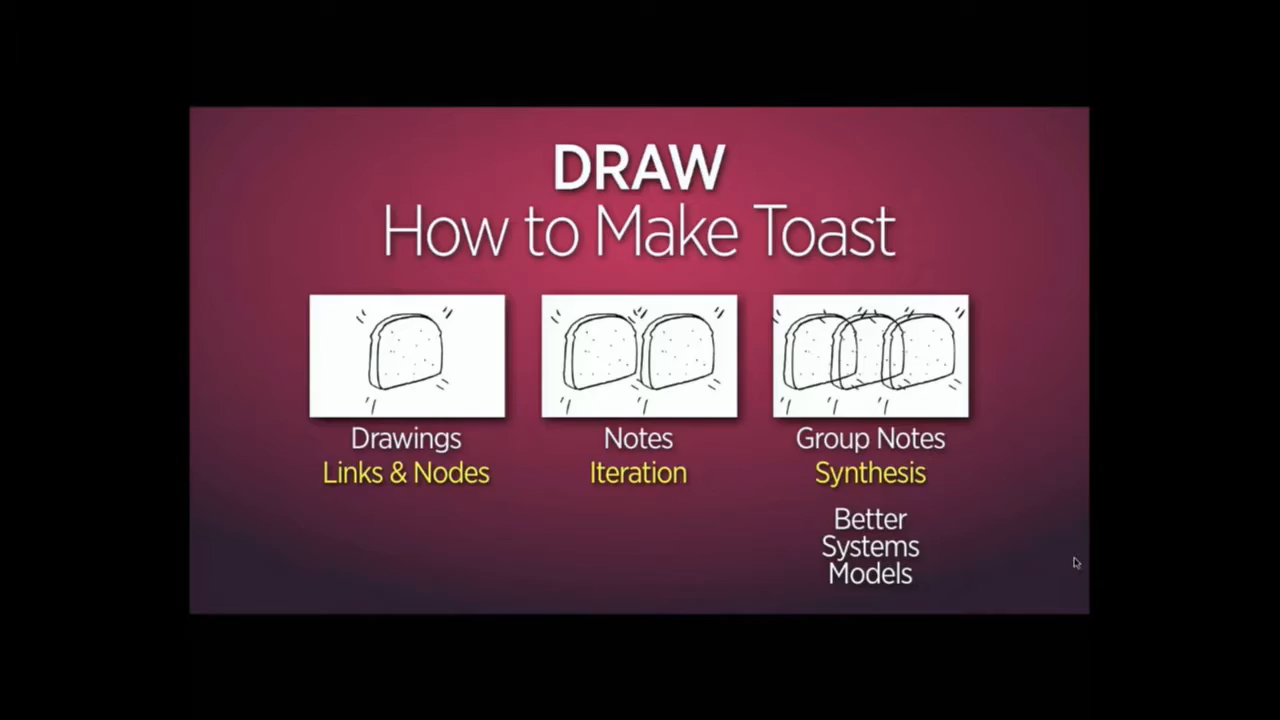 DRAW
How to Make Toast
Drawings
Links & Nodes
Notes
Iteration
Group Notes
Synthesis
Better
Systems
Models